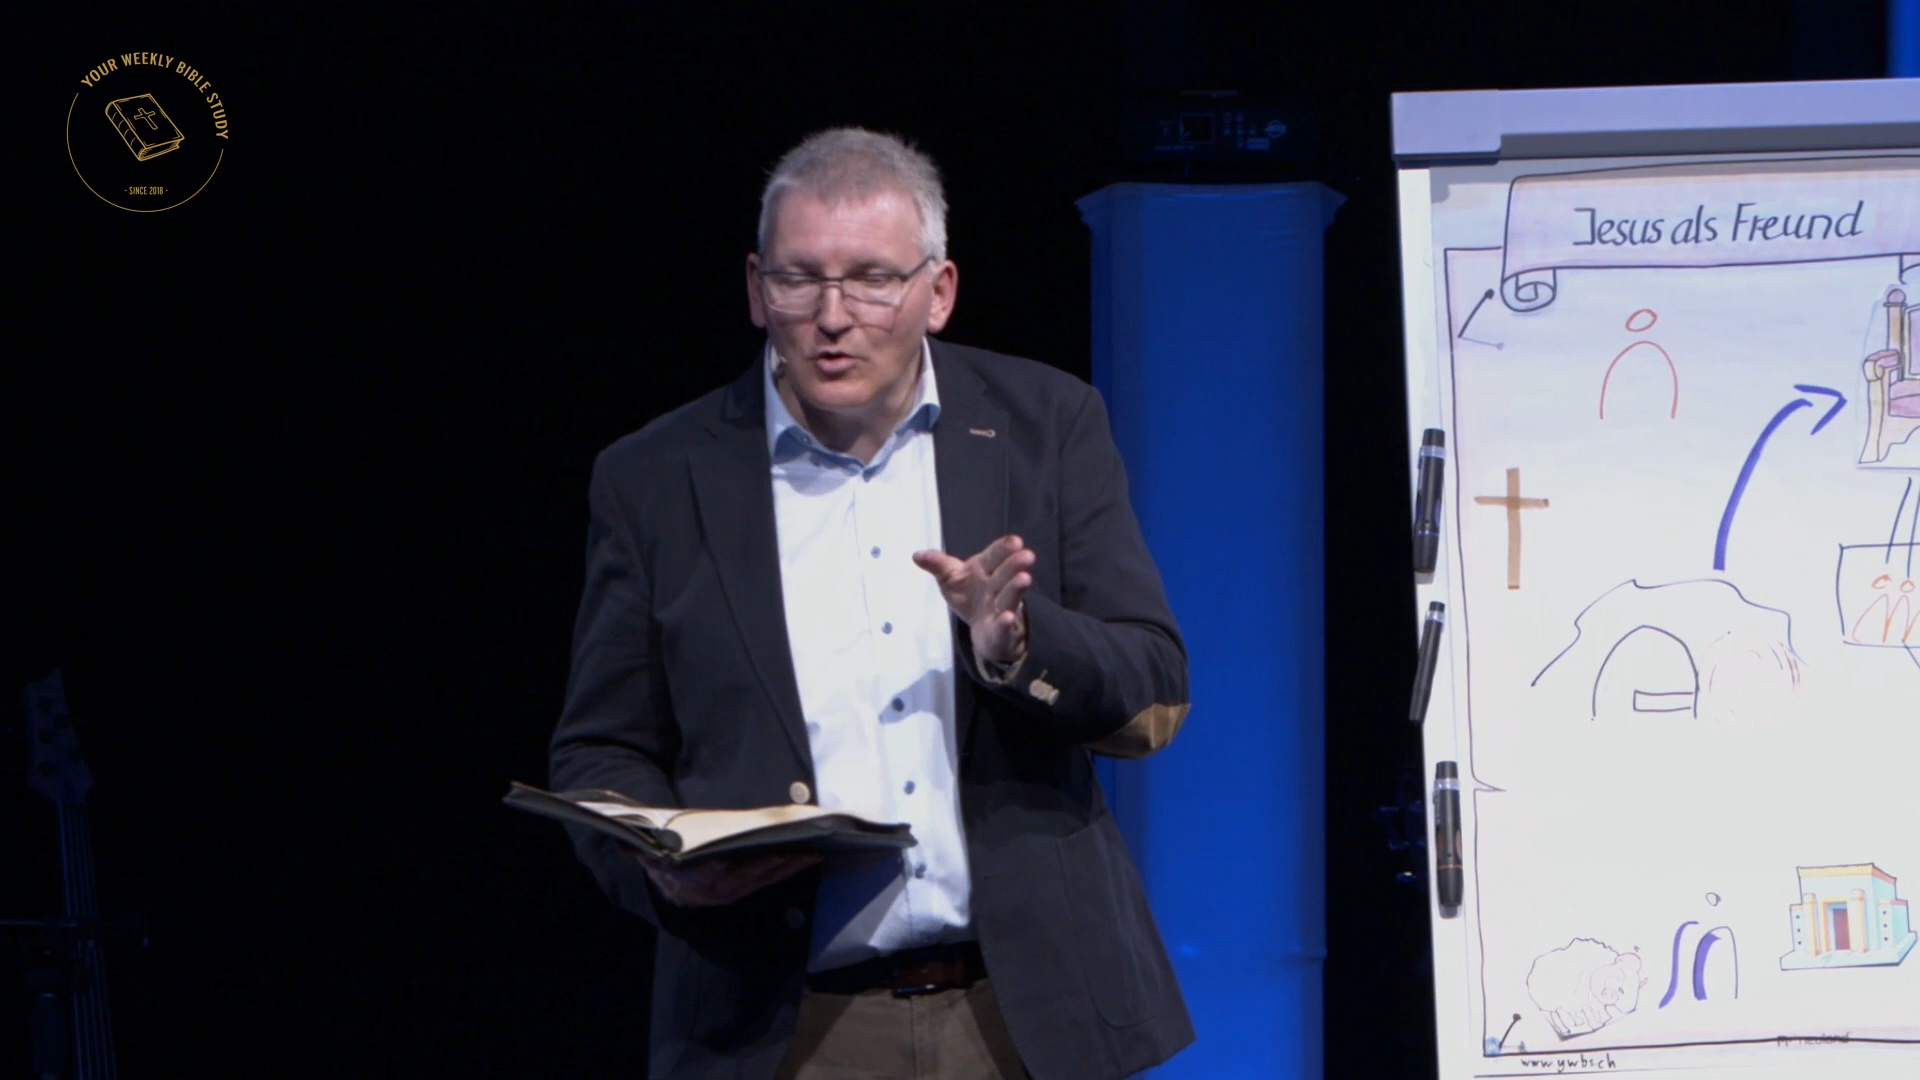 YOUR WEEKLY BIBLE STUDY
- SINCE 2018 -
Jesus als Freund
www.ywbs.ch